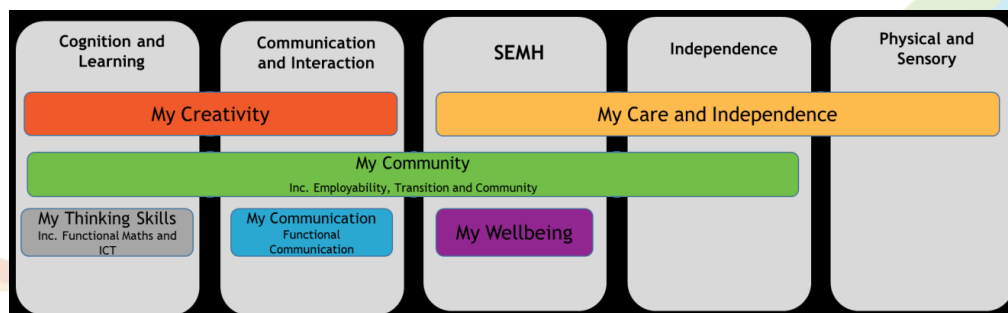 Cognition and
Learning
Communication
and Interaction
SEMH
Independence
Physical and
Sensory
My Creativity
My Care and Independence
My Community
Inc. Employability, Transition and Community
My Thinking Skills
Inc. Functional Maths and
ICT
My Communication
Functional
Communication
My Wellbeing